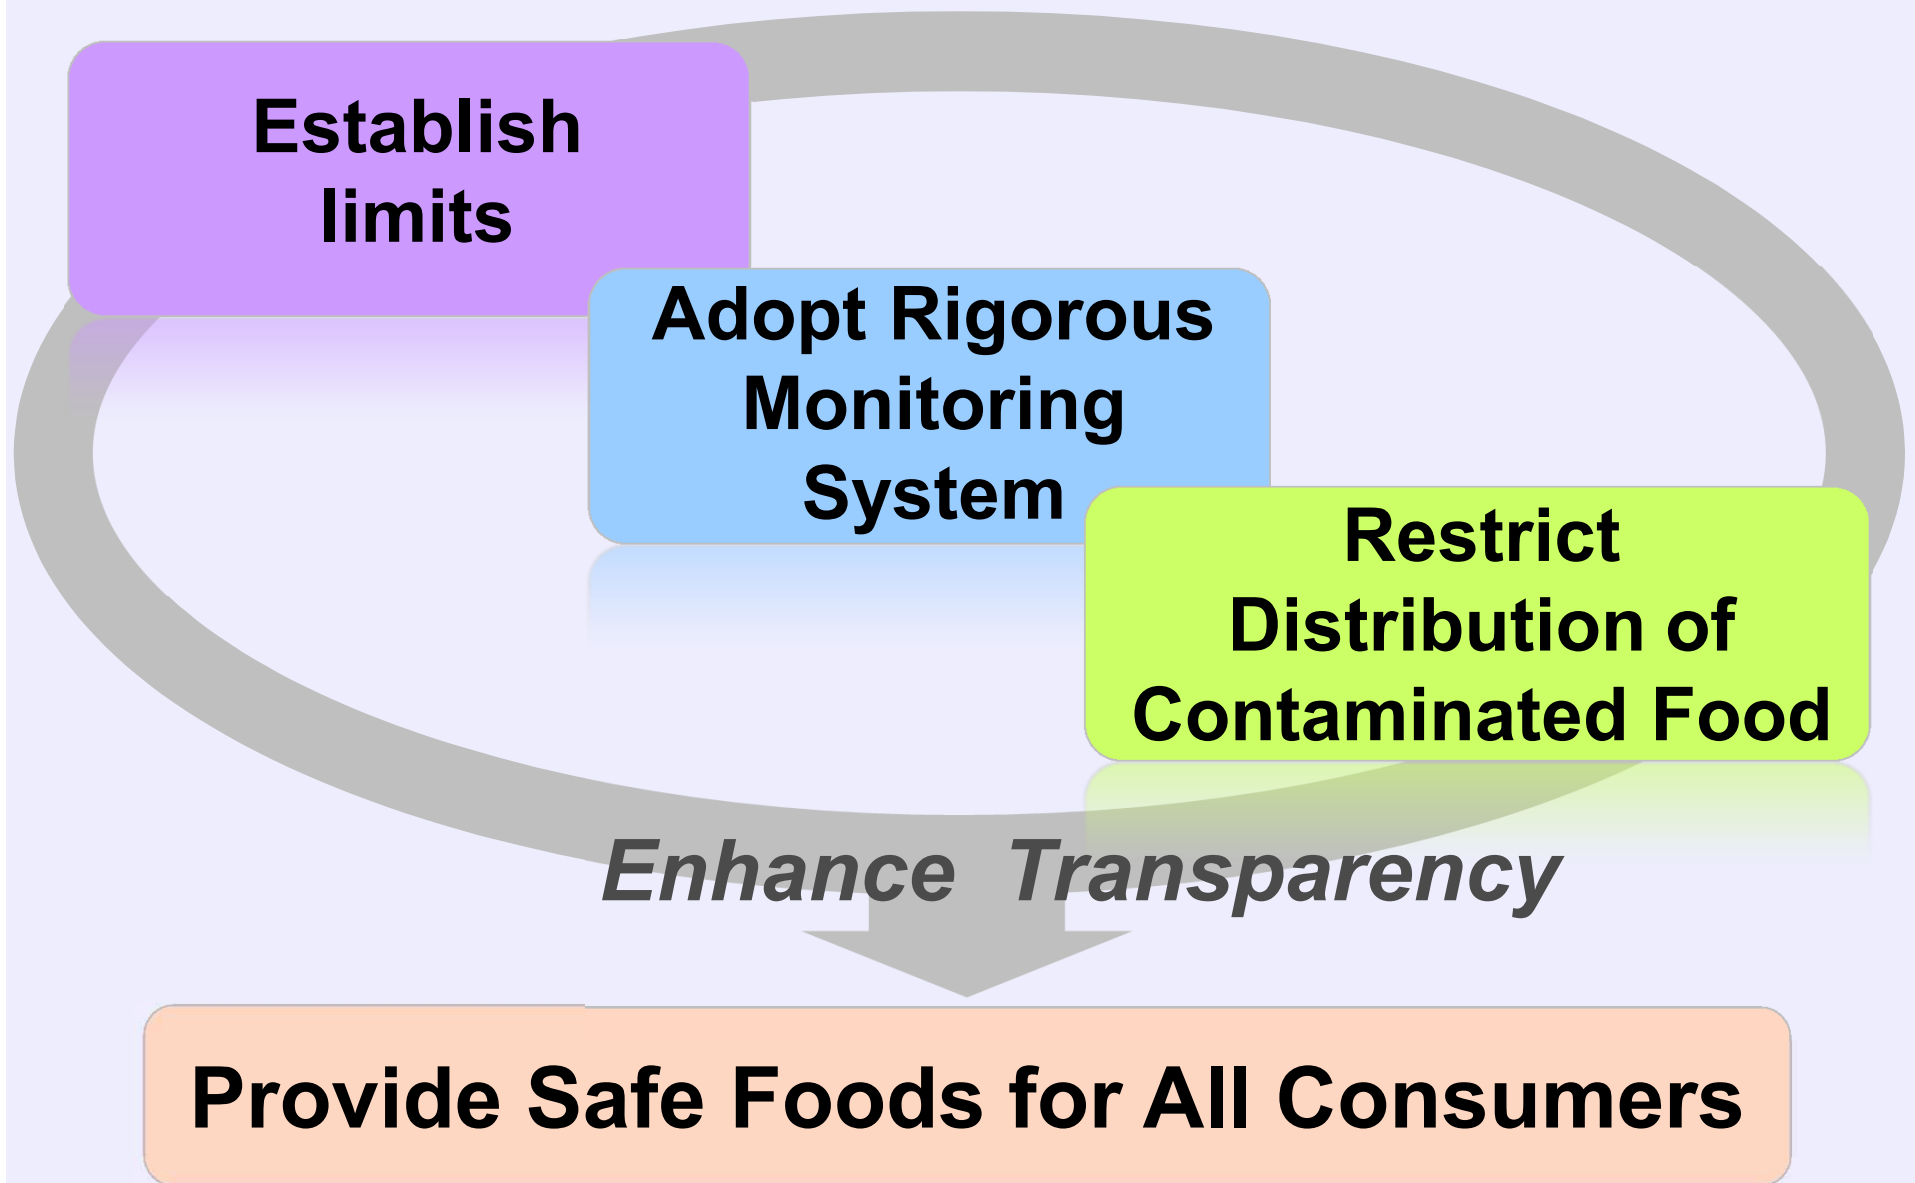 Establish
limits
Adopt Rigorous
Monitoring
System
Restrict
Distribution of
Contaminated Food
Enhance Transparency
Provide Safe Foods for All Consumers